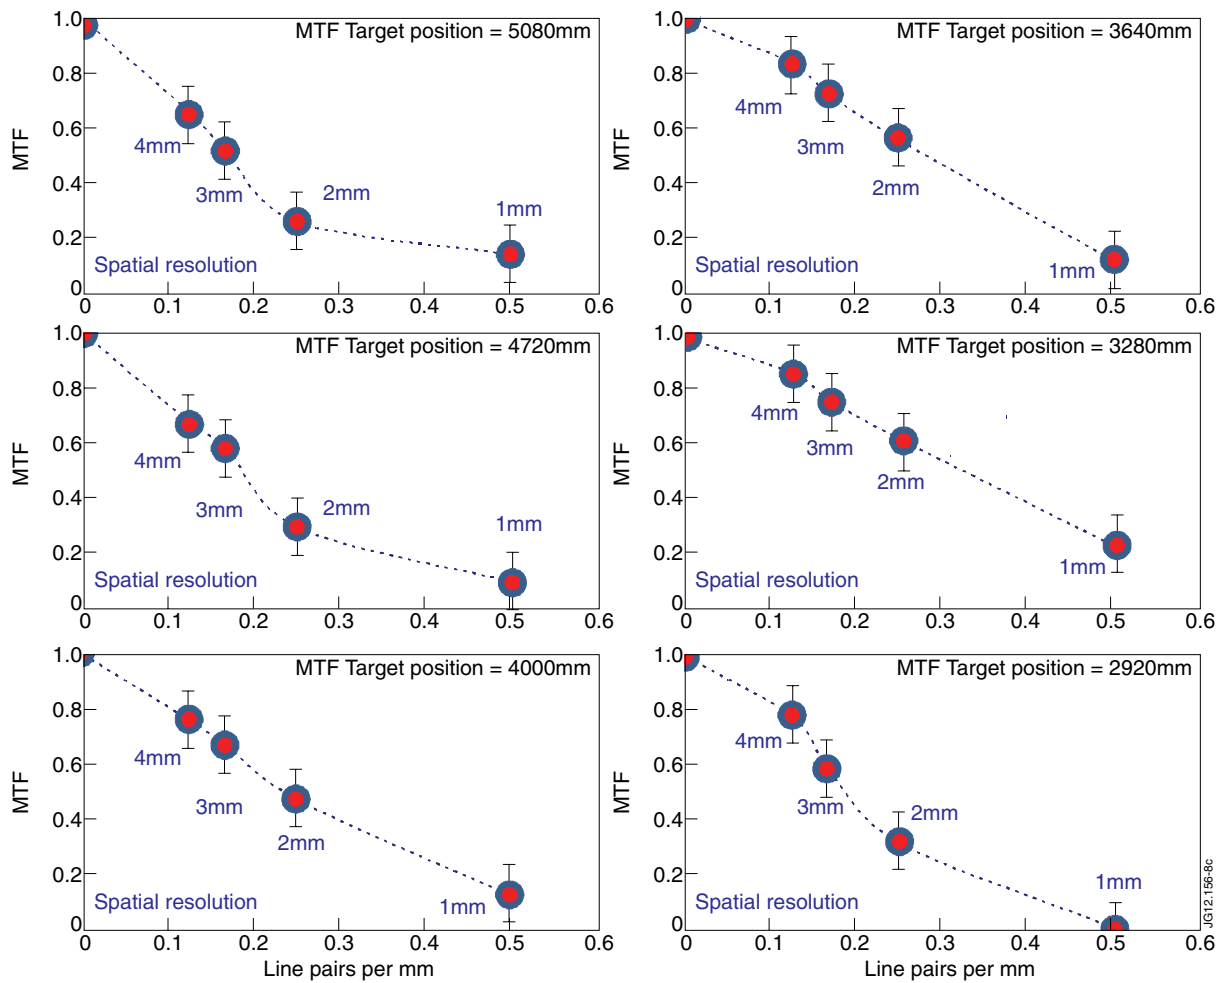 MTF Target position = 5080mm
1.0
0.8
0.6
0.4
0.2
0
MTF
4mm
3mm
2mm
1mm
Spatial resolution
0 0.1 0.2 0.3 0.4 0.5 0.6
MTF Target position = 3640mm
1.0
0.8
0.6
0.4
0.2
0
MTF
4mm
3mm
2mm
1mm
Spatial resolution
0 0.1 0.2 0.3 0.4 0.5 0.6
MTF Target position = 4720mm
1.0
0.8
0.6
0.4
0.2
0
MTF
4mm
3mm
2mm
1mm
Spatial resolution
0 0.1 0.2 0.3 0.4 0.5 0.6
MTF Target position = 3280mm
1.0
0.8
0.6
0.4
0.2
0
MTF
4mm
3mm
2mm
1mm
Spatial resolution
0 0.1 0.2 0.3 0.4 0.5 0.6
MTF Target position = 4000mm
1.0
0.8
0.6
0.4
0.2
0
MTF
4mm
3mm
2mm
1mm
Spatial resolution
0 0.1 0.2 0.3 0.4 0.5 0.6
Line pairs per mm
MTF Target position = 2920mm
1.0
0.8
0.6
0.4
0.2
0
MTF
4mm
3mm
2mm
1mm
Spatial resolution
0 0.1 0.2 0.3 0.4 0.5 0.6
Line pairs per mm
JG12.156-8c